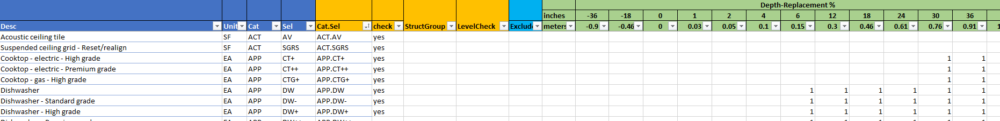 Depth-Replacement %
inches -36 -18 0 1 2 4 6 12 18 24 30 36
Desc Unit Cat Sel Cat.Sel check StructGroup LevelCheck Exclude meters -0.9 -0.46 0 0.03 0.05 0.1 0.15 0.3 0.46 0.61 0.76 0.91 1
Acoustic ceiling tile SF ACT AV ACT.AV yes
Suspended ceiling grid - Reset/realign SF ACT SGRS ACT.SGRS yes
Cooktop - electric - High grade EA APP CT+ APP.CT+ yes 1 1
Cooktop - electric - Premium grade EA APP CT++ APP.CT++ yes 1 1
Cooktop - gas - High grade EA APP CTG+ APP.CTG+ yes 1 1
Dishwasher EA APP DW APP.DW yes 1 1 1 1 1 1
Dishwasher - Standard grade EA APP DW- APP.DW- yes 1 1 1 1 1 1
Dishwasher - High grade EA APP DW+ APP.DW+ yes 1 1 1 1 1 1